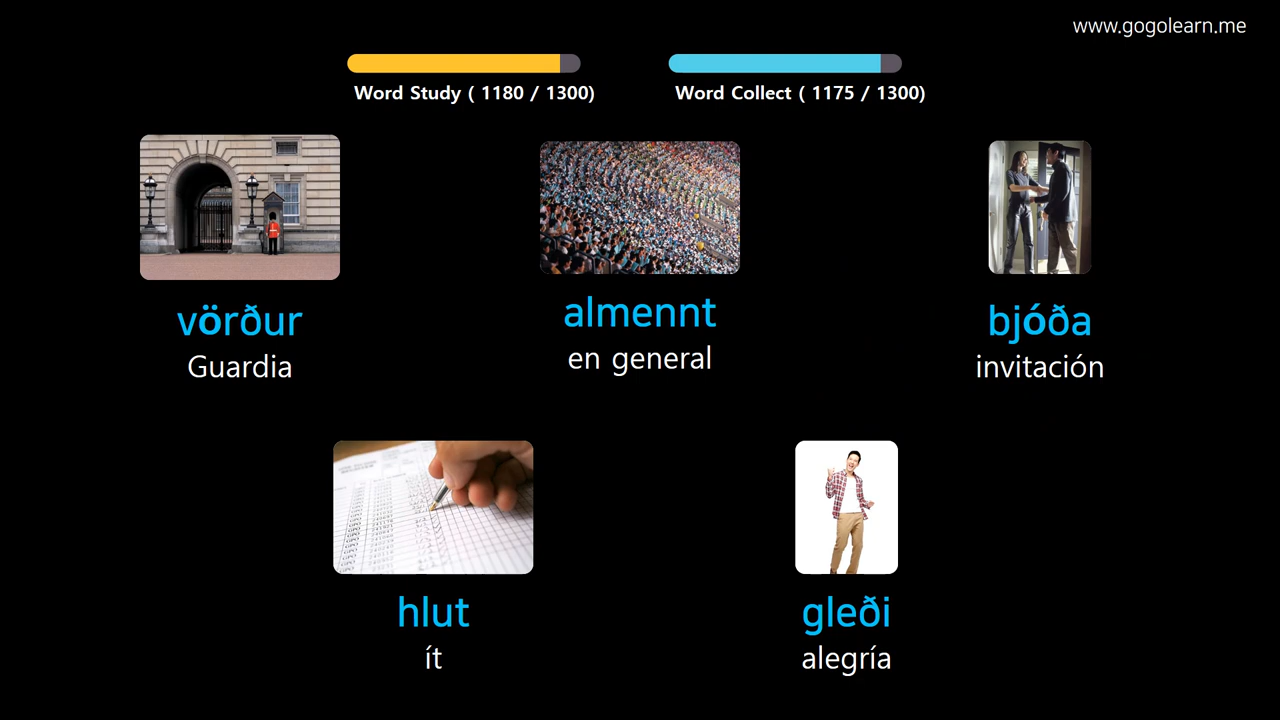 www.gogolearn.me
Word Study ( 1180 / 1300)
Word Collect ( 1175 / 1300)
vörður
Guardia
almennt
en general
bjóða
invitación
hlut
ít
gleði
alegría